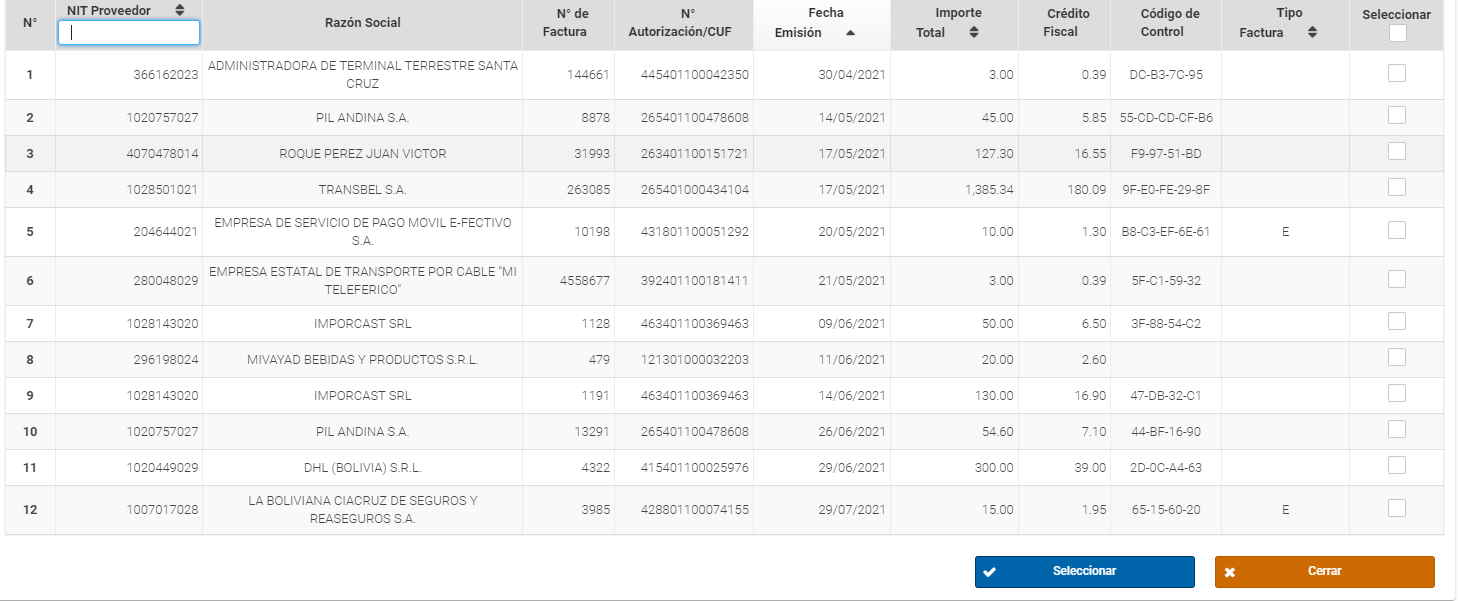 N° NIT Proveedor Razón Social N° de Factura N° Autorización/CUF Fecha Emisión Importe Total Crédito Fiscal Código de Control Tipo Factura Seleccionar
1 366162023 ADMINISTRADORA DE TERMINAL TERRESTRE SANTA CRUZ 144661 445401100042350 30/04/2021 3.00 0.39 DC-B3-7C-95
2 1020757027 PIL ANDINA S.A. 8878 265401100478608 14/05/2021 45.00 5.85 55-CD-CD-CF-B6
3 4070478014 ROQUE PEREZ JUAN VICTOR 31993 263401100151721 17/05/2021 127.30 16.55 F9-97-51-BD
4 1028501021 TRANSBEL S.A. 263085 265401000434104 17/05/2021 1,385.34 180.09 9F-E0-FE-29-8F
5 204644021 EMPRESA DE SERVICIO DE PAGO MOVIL E-FECTIVO S.A. 10198 431801100051292 20/05/2021 10.00 1.30 B8-C3-EF-6E-61 E
6 280048029 EMPRESA ESTATAL DE TRANSPORTE POR CABLE "MI TELEFERICO" 4558677 392401100181411 21/05/2021 3.00 0.39 5F-C1-59-32
7 1028143020 IMPORCAST SRL 1128 463401100369463 09/06/2021 50.00 6.50 3F-88-54-C2
8 296198024 MIVAYAD BEBIDAS Y PRODUCTOS S.R.L. 479 121301000032203 11/06/2021 20.00 2.60
9 1028143020 IMPORCAST SRL 1191 463401100369463 14/06/2021 130.00 16.90 47-DB-32-C1
10 1020757027 PIL ANDINA S.A. 13291 265401100478608 26/06/2021 54.60 7.10 44-BF-16-90
11 1020449029 DHL (BOLIVIA) S.R.L. 4322 415401100025976 29/06/2021 300.00 39.00 2D-0C-A4-63
12 1007017028 LA BOLIVIANA CIACRUZ DE SEGUROS Y REASEGUROS S.A. 3985 428801100074155 29/07/2021 15.00 1.95 65-15-60-20 E
Seleccionar Cerrar